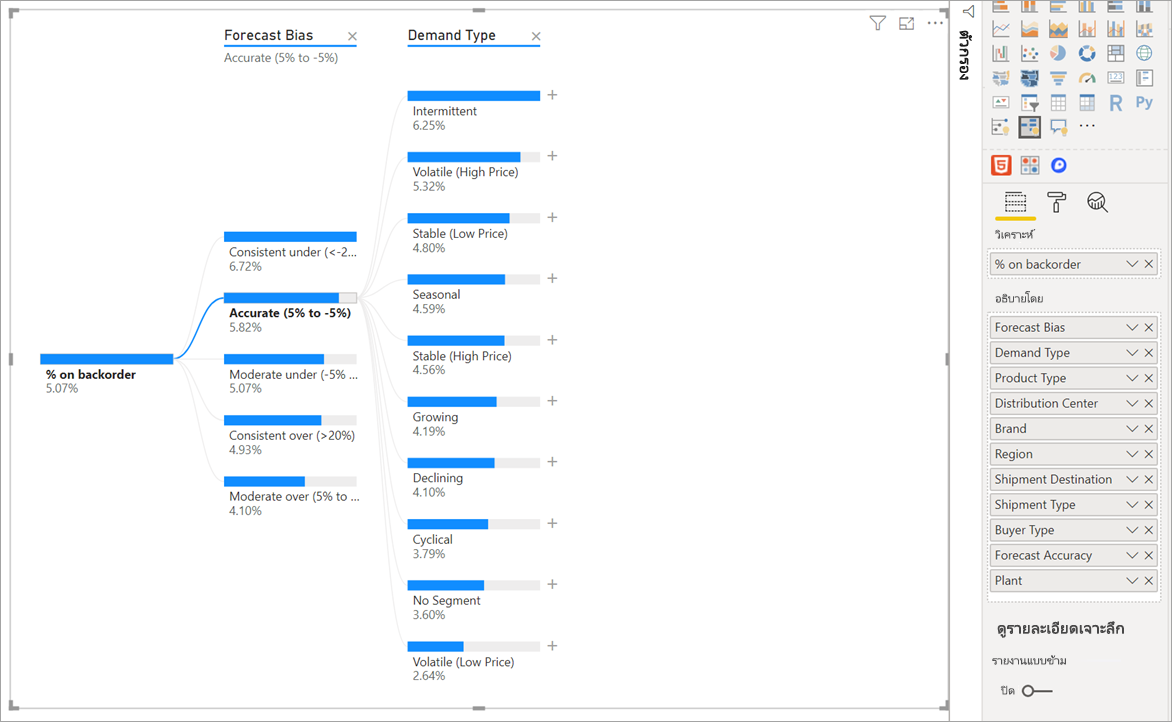 Forecast Bias
Accurate (5% to -5%)
Demand Type
Intermittent
6.25%
Volatile (High Price)
5.32%
Stable (Low Price)
4.80%
Seasonal
4.59%
Stable (High Price)
4.56%
Growing
4.19%
Declining
4.10%
Cyclical
3.79%
No Segment
3.60%
Volatile (Low Price)
2.64%
Consistent under (<-2...
6.72%
Accurate (5% to -5%)
5.82%
Moderate under (-5% ...
5.07%
Consistent over (>20%)
4.93%
Moderate over (5% to ...
4.10%
% on backorder
5.07%
ตัวกรอง
123
R
Py
5
วิเคราะห์
% on backorder
อธิบายโดย
Forecast Bias
Demand Type
Product Type
Distribution Center
Brand
Region
Shipment Destination
Shipment Type
Buyer Type
Forecast Accuracy
Plant
ดูรายละเอียดเจาะลึก
รายงานแบบข้าม
ปิด